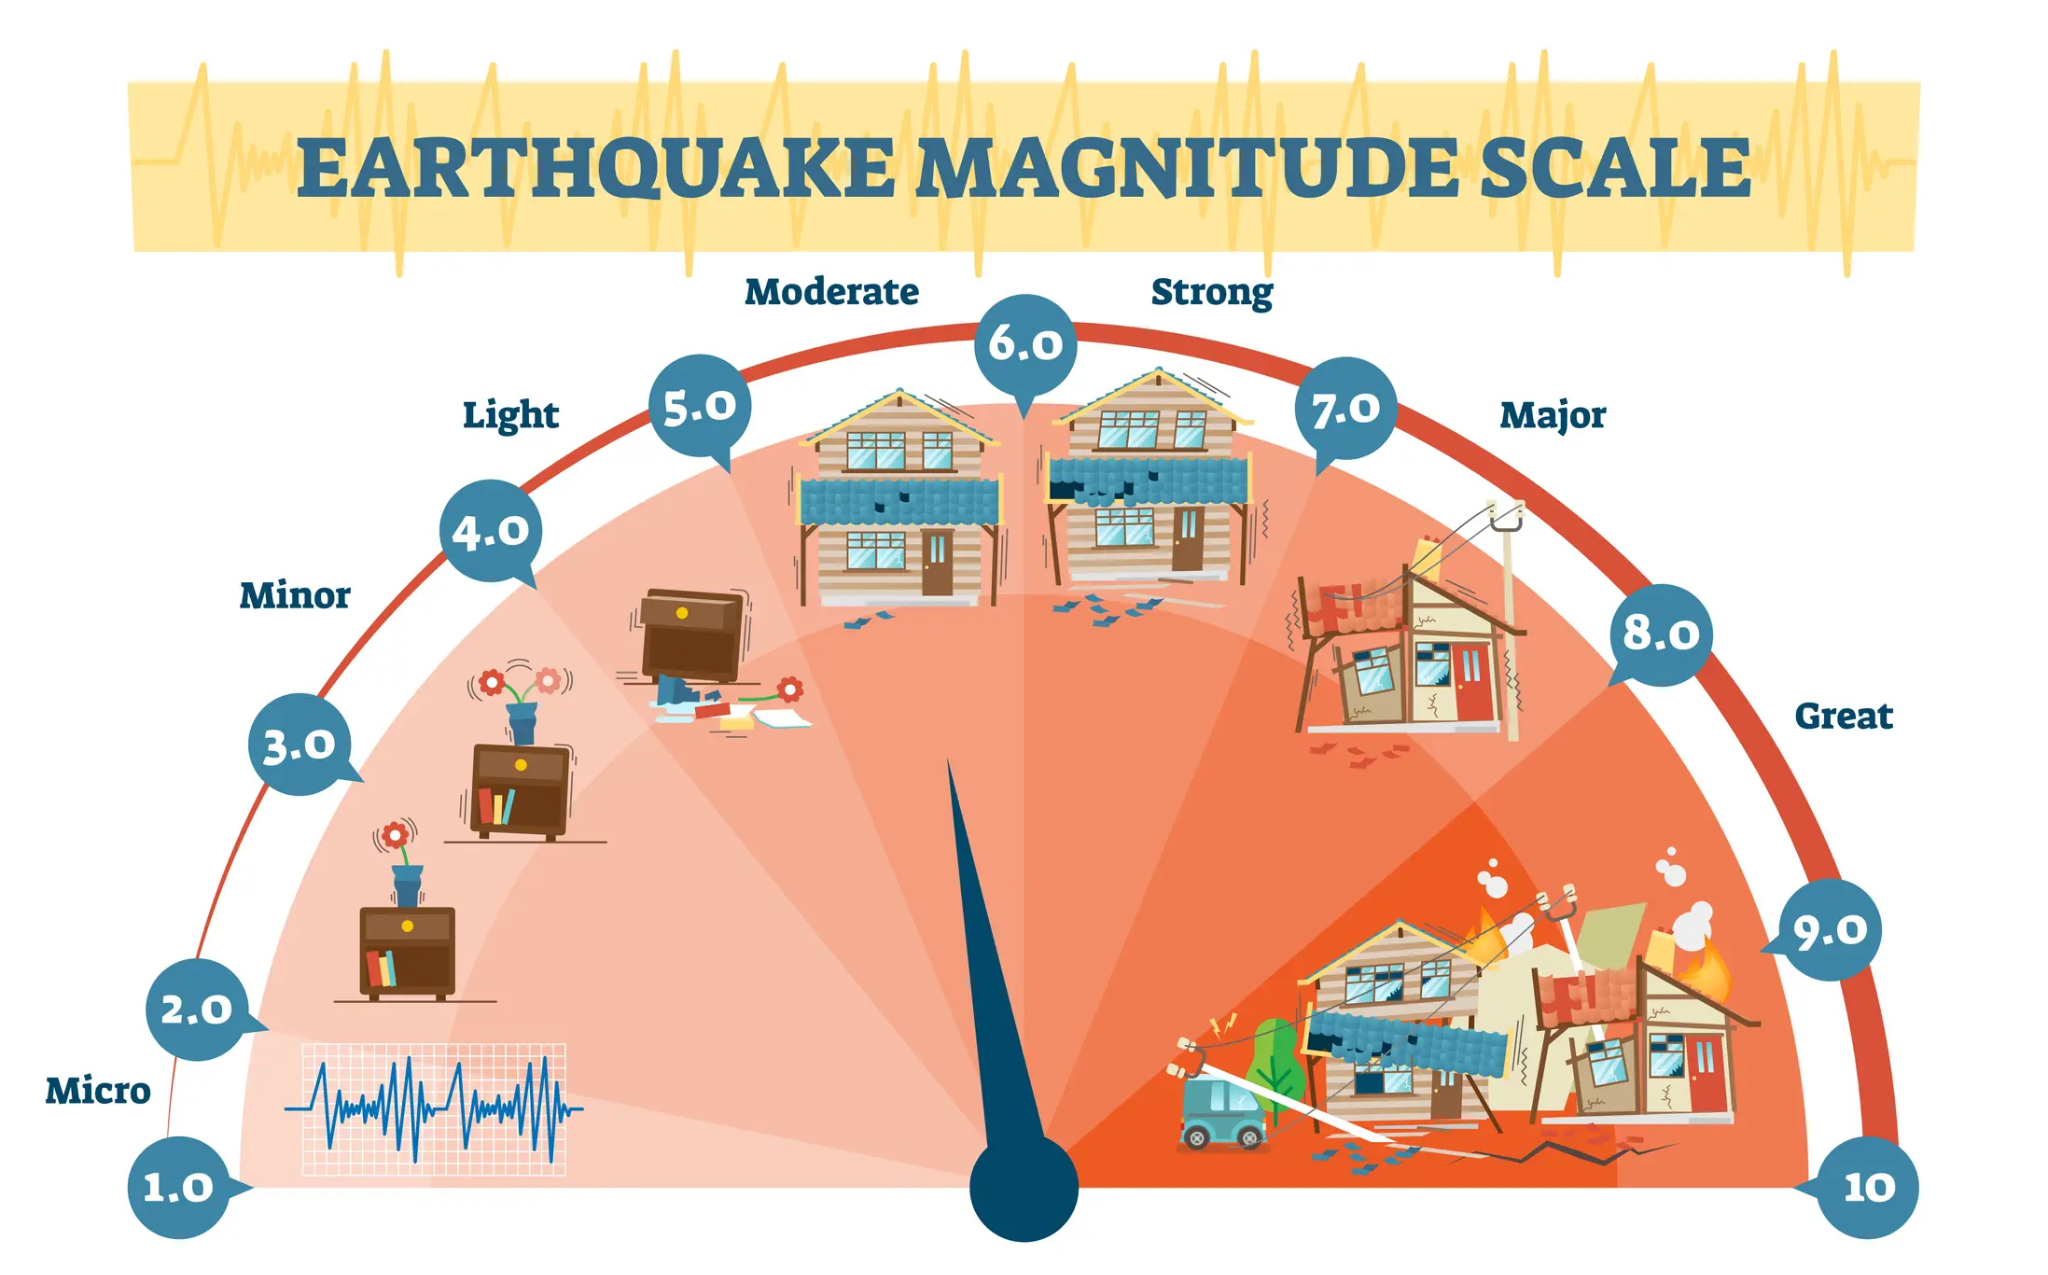 EARTHQUAKE MAGNITUDE SCALE
Micro
Minor
Light
Moderate
Strong
Major
Great
1.0
2.0
3.0
4.0
5.0
6.0
7.0
8.0
9.0
10